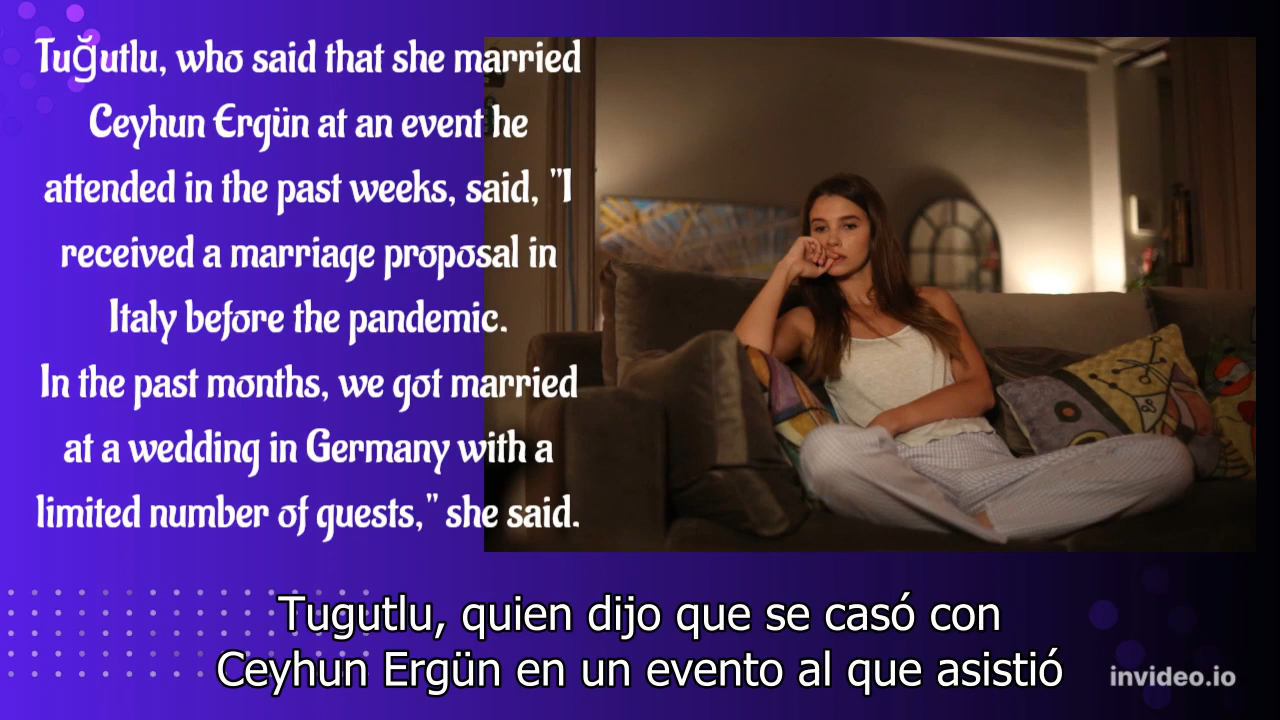 Tuğutlu, who said that she married
Ceyhun Ergün at an event he
attended in the past weeks, said, "I
received a marriage proposal in
Italy before the pandemic.
In the past months, we got married
at a wedding in Germany with a
limited number of guests," she said.
Tugutlu, quien dijo que se casó con
Ceyhun Ergün en un evento al que asistió
invideo.io